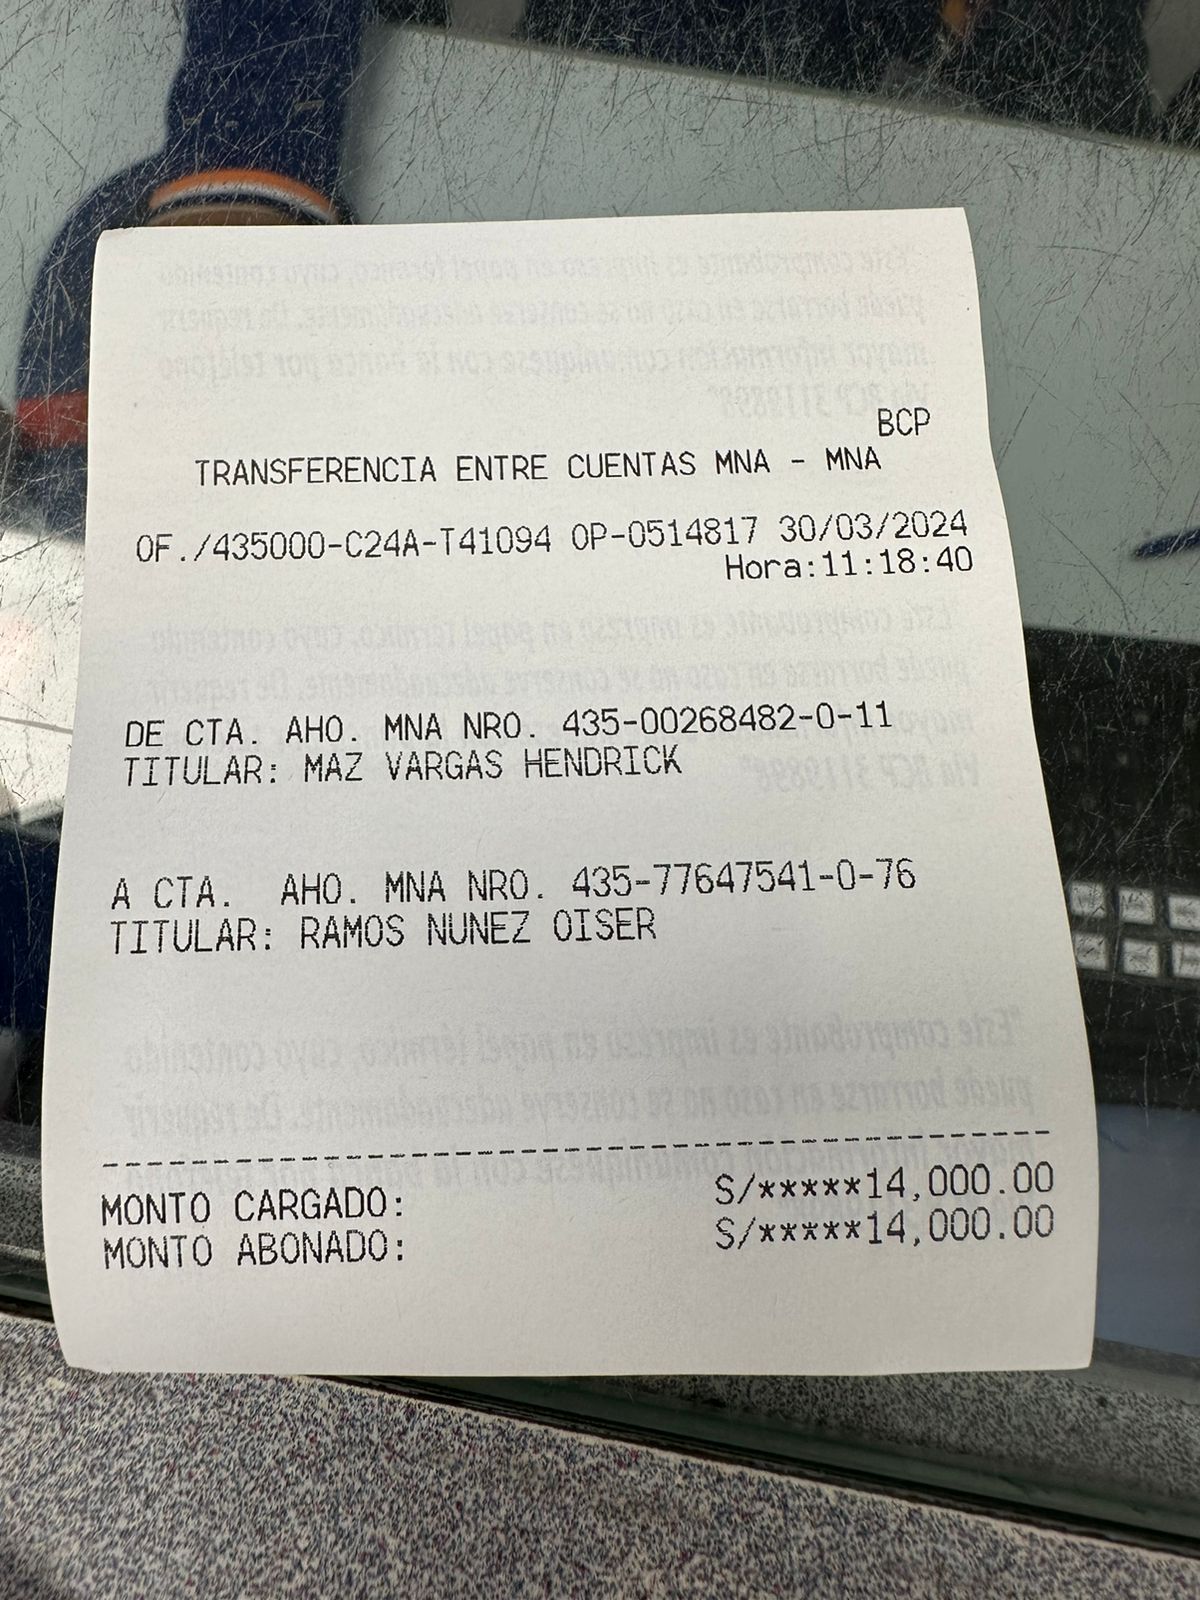 BCP
TRANSFERENCIA ENTRE CUENTAS MNA - MNA
OF./435000-C24A-T41094 OP-0514817 30/03/2024
Hora:11:18:40
DE CTA. AHO. MNA NRO. 435-00268482-0-11
TITULAR: MAZ VARGAS HENDRICK
A CTA. AHO. MNA NRO. 435-77647541-0-76
TITULAR: RAMOS NUNEZ OISER
--------------------------------------------
MONTO CARGADO: S/*****14,000.00
MONTO ABONADO: S/*****14,000.00